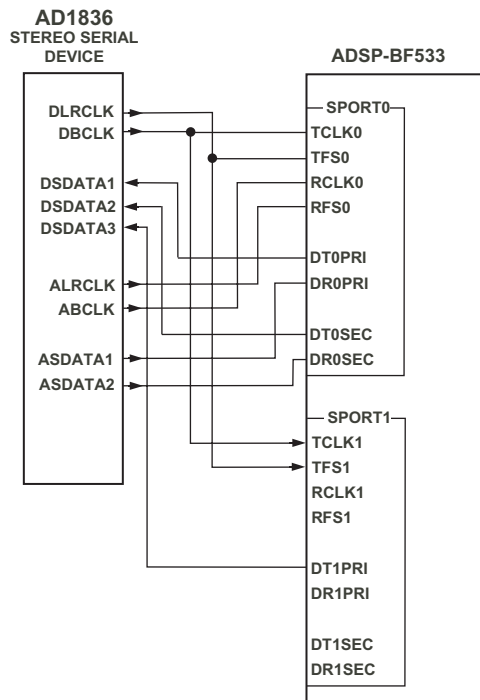 AD1836
STEREO SERIAL
DEVICE
DLRCLK
DBCLK
DSDATA1
DSDATA2
DSDATA3
ALRCLK
ABCLK
ASDATA1
ASDATA2
ADSP-BF533
SPORT0
TCLK0
TFS0
RCLK0
RFS0
DT0PRI
DR0PRI
DT0SEC
DR0SEC
SPORT1
TCLK1
TFS1
RCLK1
RFS1
DT1PRI
DR1PRI
DT1SEC
DR1SEC